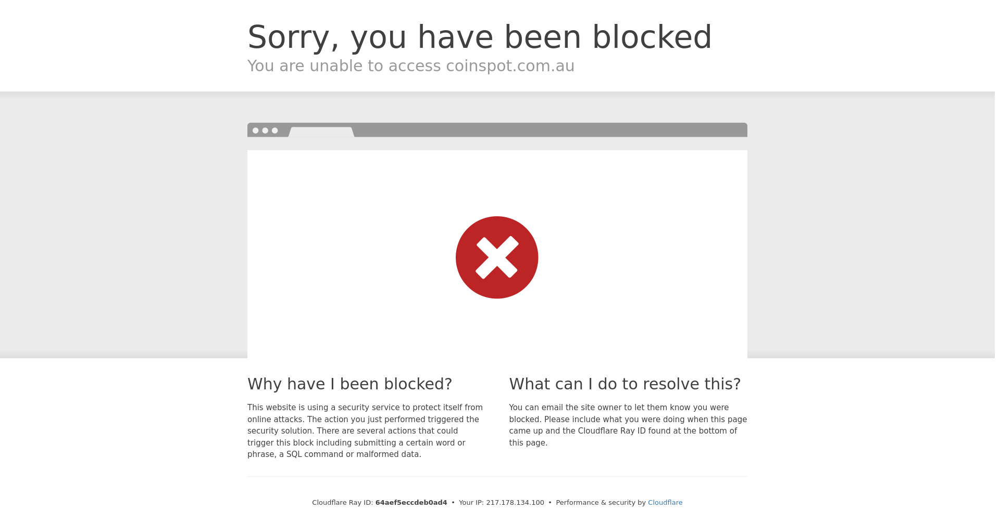 Sorry, you have been blocked
You are unable to access coinspot.com.au
Why have I been blocked?
This website is using a security service to protect itself from
online attacks. The action you just performed triggered the
security solution. There are several actions that could
trigger this block including submitting a certain word or
phrase, a SQL command or malformed data.
What can I do to resolve this?
You can email the site owner to let them know you were
blocked. Please include what you were doing when this page
came up and the Cloudflare Ray ID found at the bottom of
this page.
Cloudflare Ray ID: 64aef5eccdeb0ad4 • Your IP: 217.178.134.100 • Performance & security by Cloudflare